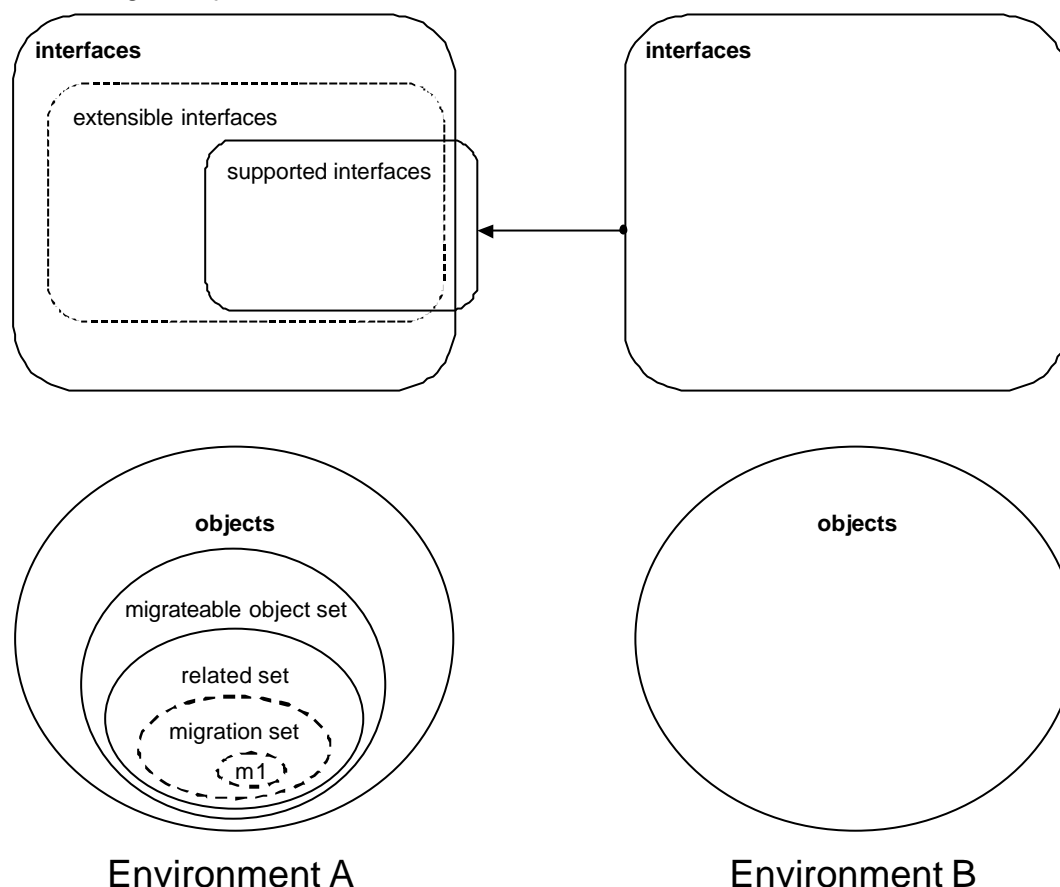 interfaces
interfaces
extensible interfaces
supported interfaces
objects
objects
migrateable object set
related set
migration set
m1
Environment A
Environment B